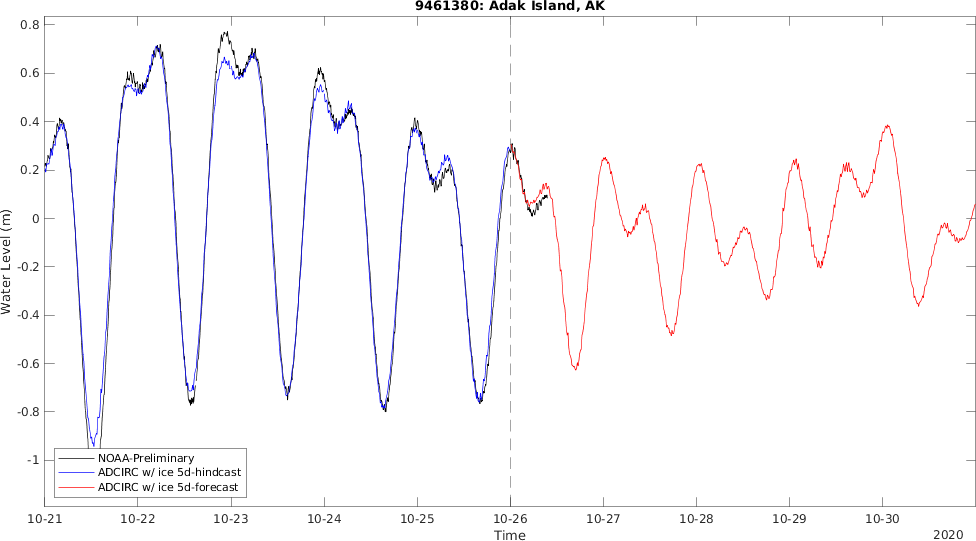 9461380: Adak Island, AK
0.8
0.6
0.4
0.2
0
-0.2
-0.4
-0.6
-0.8
-1
Water Level (m)
NOAA-Preliminary
ADCIRC w/ ice 5d-hindcast
ADCIRC w/ ice 5d-forecast
10-21 10-22 10-23 10-24 10-25 10-26 10-27 10-28 10-29 10-30
Time
2020